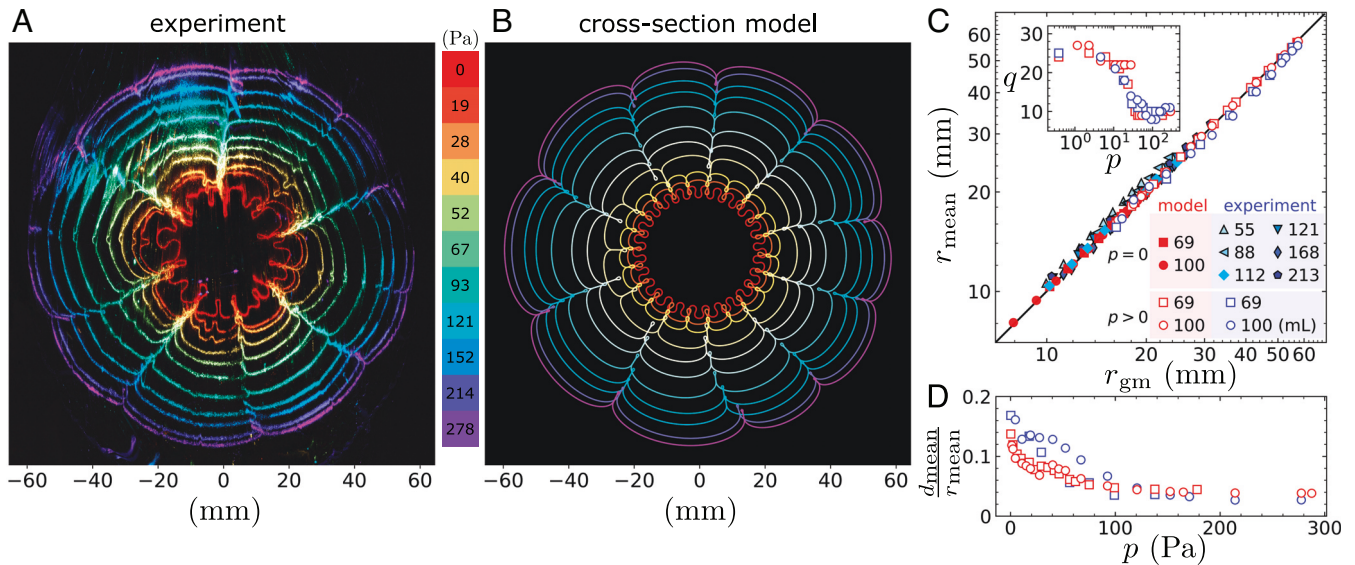 A
experiment
(Pa)
0
19
28
40
52
67
93
121
152
214
278
−60 −40 −20 0 20 40 60
(mm)
B
cross-section model
−60 −40 −20 0 20 40 60
(mm)
C
r_mean (mm)
60
50
40
30
20
10
q
30
20
10
10^0 10^1 10^2
p
model experiment
p = 0
69
100
55 121
88 168
112 213
p > 0
69 69
100 100 (mL)
10 20 30 40 50 60
r_gm (mm)
D
d_mean
r_mean
0.2
0.1
0
0 100 200 300
p (Pa)